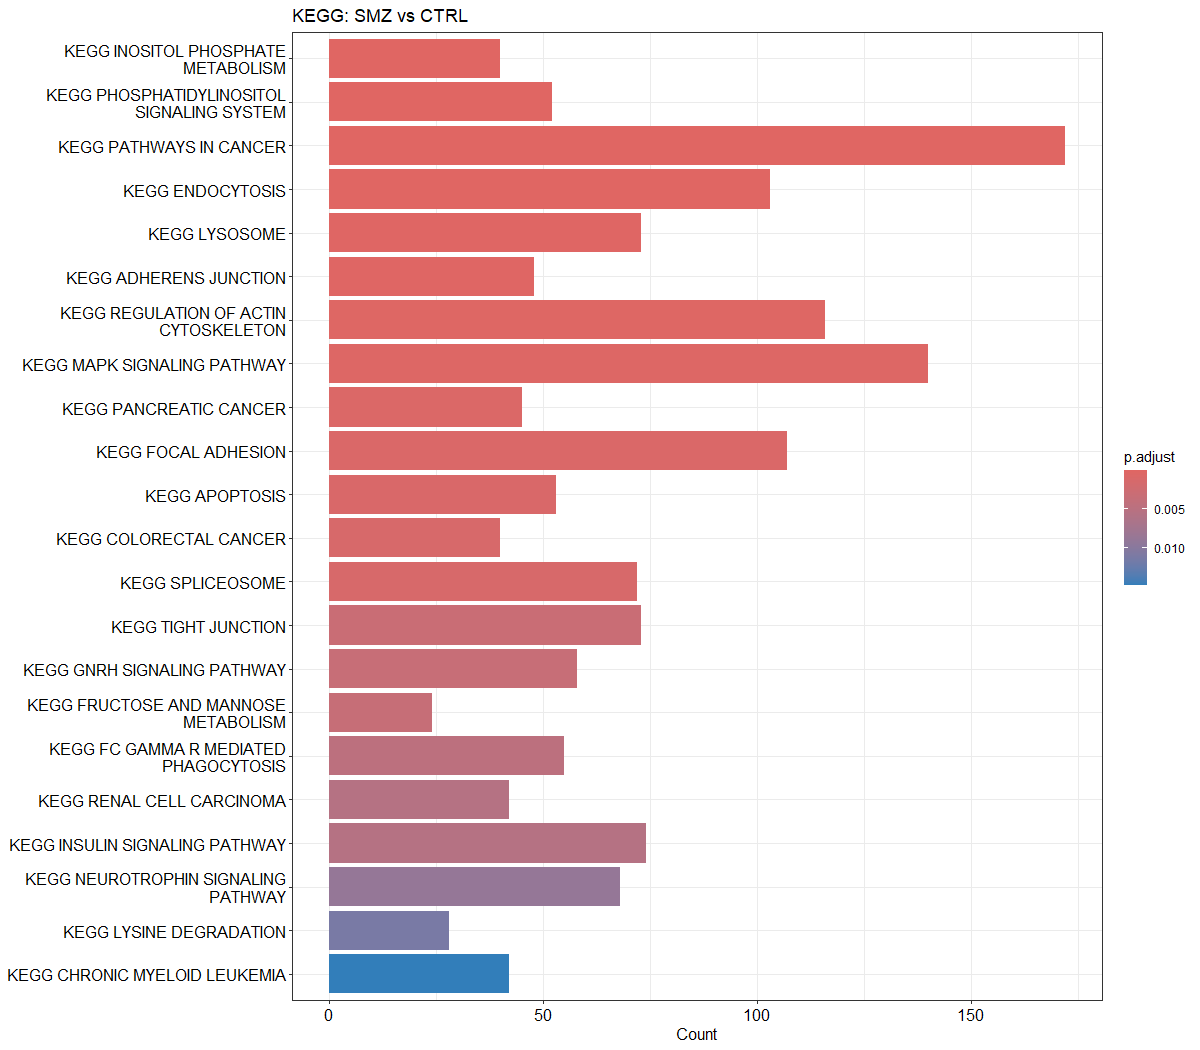 KEGG: SMZ vs CTRL
KEGG INOSITOL PHOSPHATE
METABOLISM
KEGG PHOSPHATIDYLINOSITOL
SIGNALING SYSTEM
KEGG PATHWAYS IN CANCER
KEGG ENDOCYTOSIS
KEGG LYSOSOME
KEGG ADHERENS JUNCTION
KEGG REGULATION OF ACTIN
CYTOSKELETON
KEGG MAPK SIGNALING PATHWAY
KEGG PANCREATIC CANCER
KEGG FOCAL ADHESION
KEGG APOPTOSIS
KEGG COLORECTAL CANCER
KEGG SPLICEOSOME
KEGG TIGHT JUNCTION
KEGG GNRH SIGNALING PATHWAY
KEGG FRUCTOSE AND MANNOSE
METABOLISM
KEGG FC GAMMA R MEDIATED
PHAGOCYTOSIS
KEGG RENAL CELL CARCINOMA
KEGG INSULIN SIGNALING PATHWAY
KEGG NEUROTROPHIN SIGNALING
PATHWAY
KEGG LYSINE DEGRADATION
KEGG CHRONIC MYELOID LEUKEMIA
0 50 100 150
Count
p.adjust
0.005
0.010